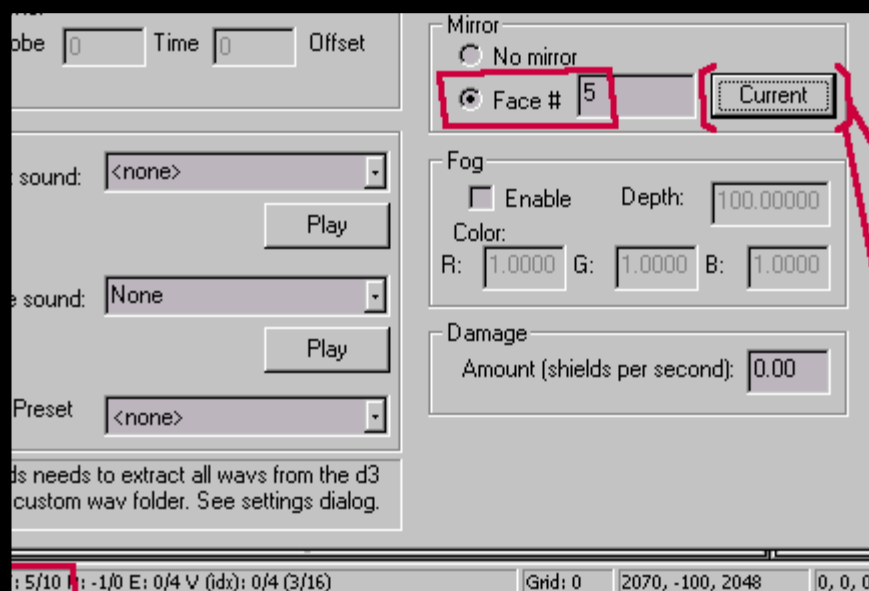 obe 0 Time 0 Offset
sound: <none>
Play
sound: None
Play
Preset <none>
ds needs to extract all wavs from the d3
custom wav folder. See settings dialog.
Mirror
No mirror
Face # 5 Current
Fog
Enable Depth: 100.00000
Color:
R: 1.0000 G: 1.0000 B: 1.0000
Damage
Amount (shields per second): 0.00
: 5/10 : -1/0 E: 0/4 V (idx): 0/4 (3/16) Grid: 0 2070, -100, 2048 0, 0, 0